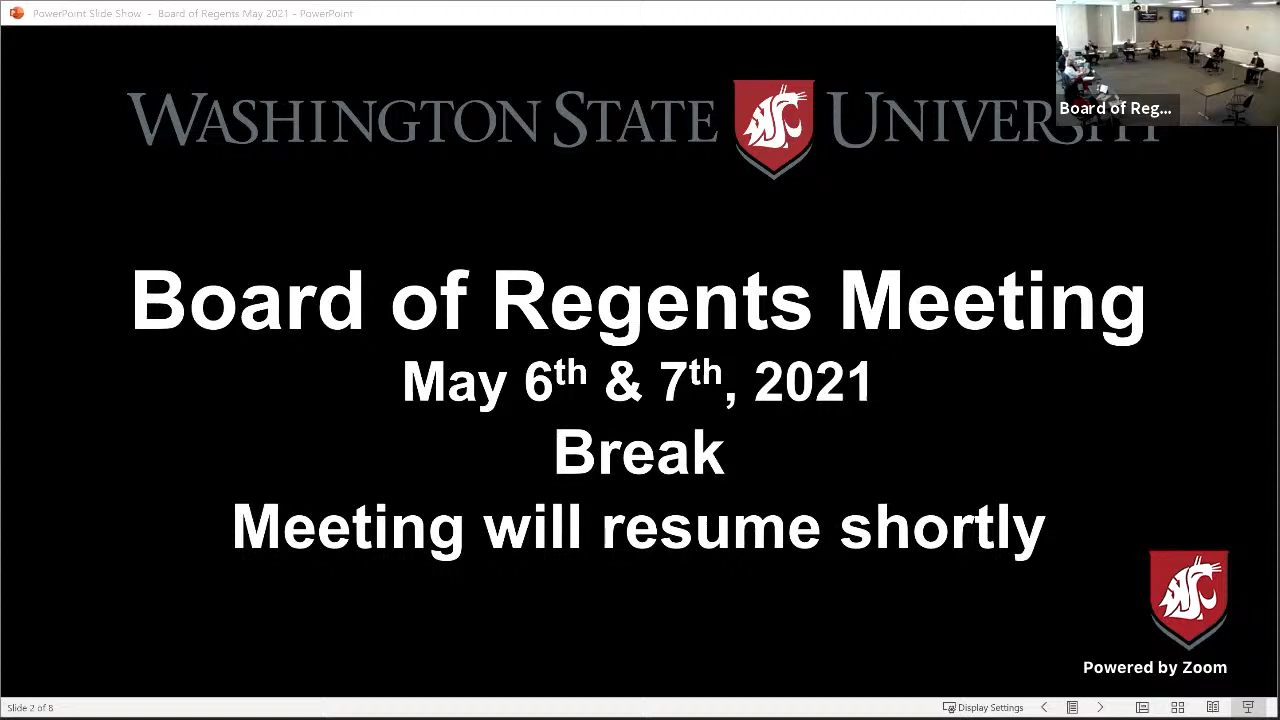 PowerPoint Slide Show - Board of Regents May 2021 - PowerPoint
Board of Reg...
WASHINGTON STATE UNIVERSITY
Board of Regents Meeting
May 6th & 7th, 2021
Break
Meeting will resume shortly
Powered by Zoom
Slide 2 of 8
Display Settings